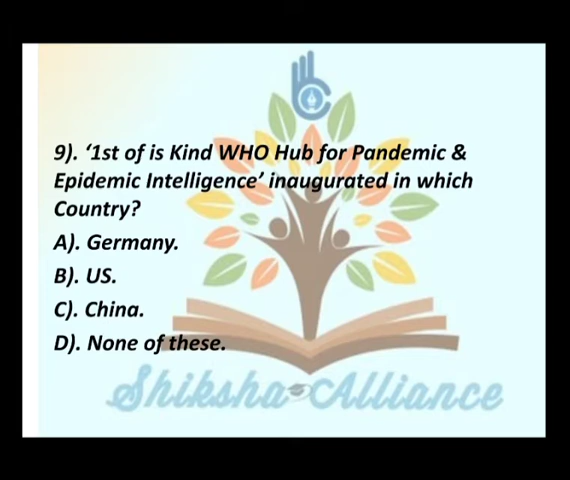 9). ‘1st of is Kind WHO Hub for Pandemic &
Epidemic Intelligence’ inaugurated in which
Country?
A). Germany.
B). US.
C). China.
D). None of these.
Shiksha Alliance